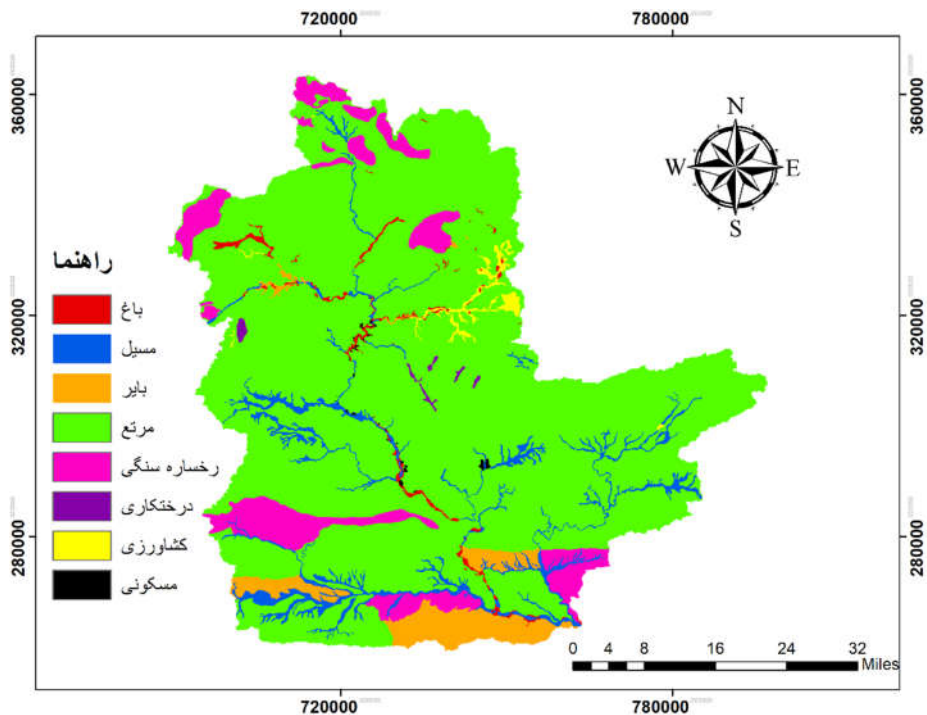 720000 780000
360000 360000
N
W E
S
راهنما
باغ
320000 320000
مسیل
بایر
مرتع
رخساره سنگی
درختکاری
کشاورزی
280000 280000
مسکونی
0 4 8 16 24 32
Miles
720000 780000